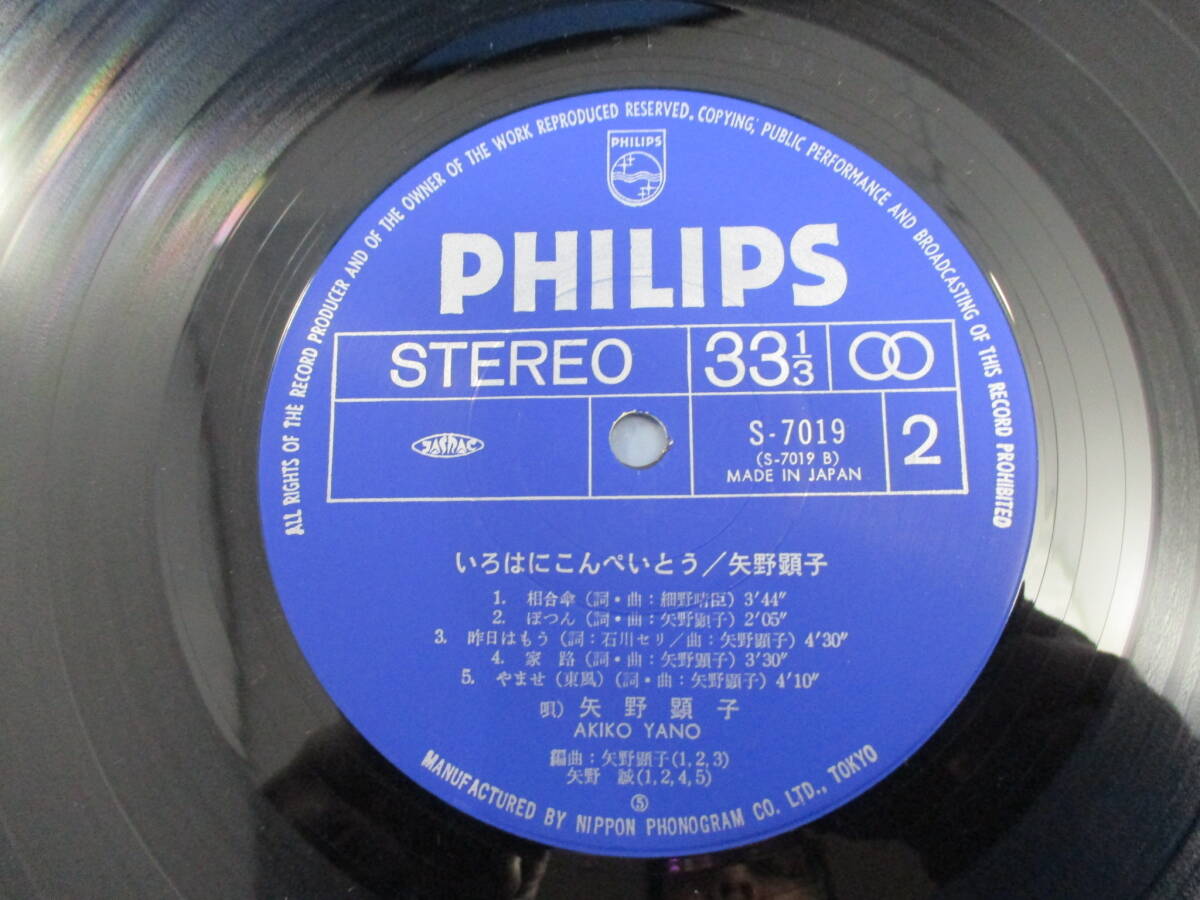 ALL RIGHTS OF THE RECORD PRODUCER AND OF THE OWNER OF THE WORK REPRODUCED RESERVED. COPYING, PUBLIC PERFORMANCE AND BROADCASTING OF THIS RECORD PROHIBITED
PHILIPS
PHILIPS
STEREO
33 1/3
JASRAC
S-7019
(S-7019 B)
MADE IN JAPAN
2
いろはにこんぺいとう/矢野顕子
1. 相合傘(詞・曲:細野晴臣)3′44″
2. ぽつん(詞・曲:矢野顕子)2′05″
3. 昨日はもう(詞:石川セリ/曲:矢野顕子)4′30″
4. 家 路(詞・曲:矢野顕子)3′30″
5. やませ(東風)(詞・曲:矢野顕子)4′10″
唄) 矢 野 顕 子
AKIKO YANO
編曲:矢野顕子(1,2,3)
矢野 誠(1,2,4,5)
⑤
MANUFACTURED BY NIPPON PHONOGRAM CO. LTD., TOKYO